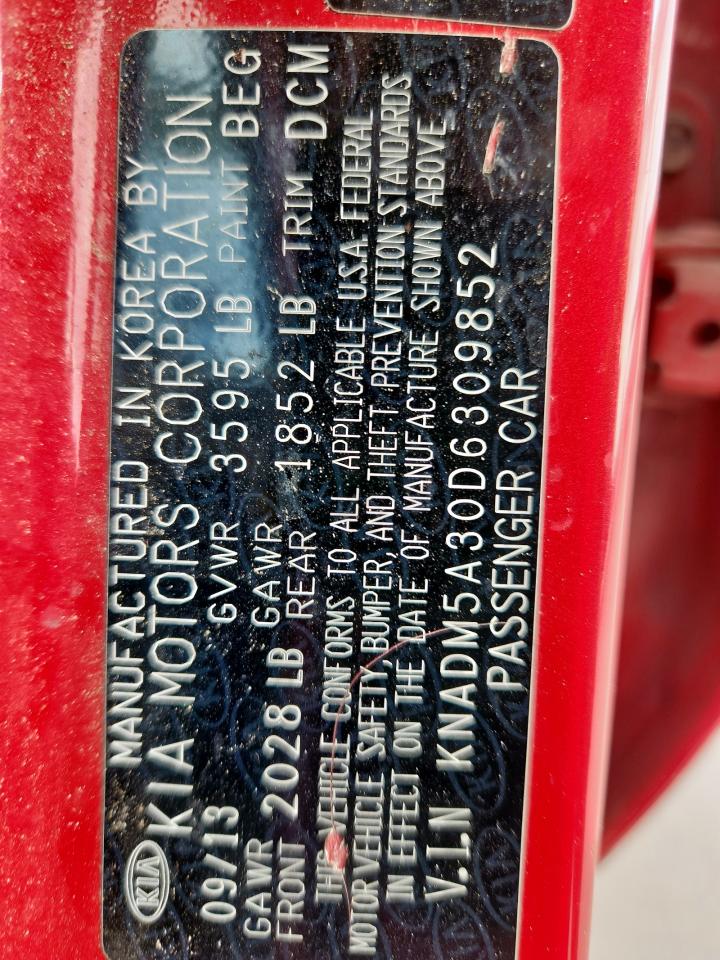 KIA
MANUFACTURED IN KOREA BY
KIA MOTORS CORPORATION
09/13 GVWR 3595 LB PAINT BEG
GAWR FRONT 2028 LB GAWR REAR 1852 LB TRIM DCM
THIS VEHICLE CONFORMS TO ALL APPLICABLE U.S.A. FEDERAL
MOTOR VEHICLE SAFETY, BUMPER, AND THEFT PREVENTION STANDARDS
IN EFFECT ON THE DATE OF MANUFACTURE SHOWN ABOVE
V.I.N KNADM5A30D6309852
PASSENGER CAR